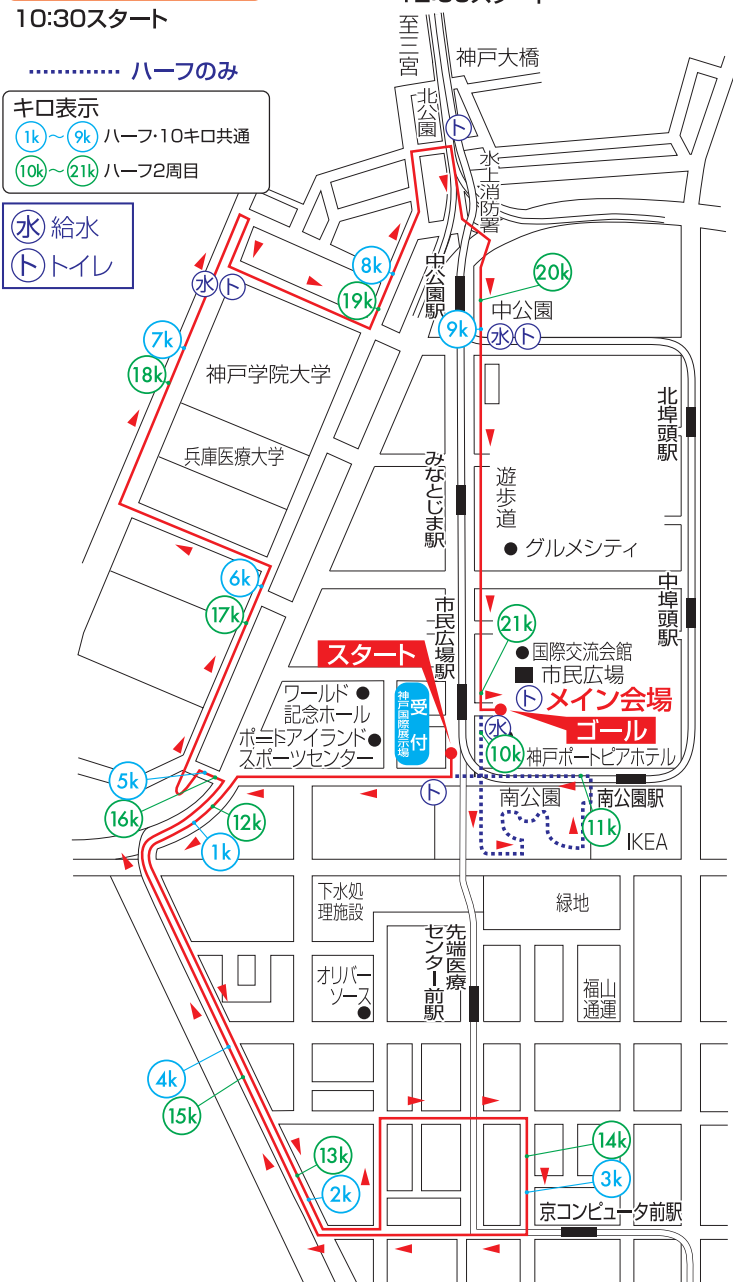 10:30スタート
ハーフのみ
キロ表示
1k～9k ハーフ・10キロ共通
10k～21k ハーフ2周目
水 給水
ト トイレ
至三宮
神戸大橋
北公園
ト
水上消防署
中公園駅
8k
19k
20k
中公園
9k
水 ト
水 ト
7k
18k
神戸学院大学
兵庫医療大学
北埠頭駅
みなとじま駅
遊歩道
グルメシティ
6k
17k
中埠頭駅
市民広場駅
21k
スタート
国際交流会館
市民広場
ト メイン会場
ゴール
ワールド
記念ホール
ポートアイランド
スポーツセンター
受付
神戸国際展示場
水
10k
神戸ポートピアホテル
5k
16k
12k
1k
ト
南公園
南公園駅
11k
IKEA
下水処
理施設
緑地
先端医療
センター前駅
オリバー
ソース
福山
通運
4k
15k
13k
2k
14k
3k
京コンピュータ前駅